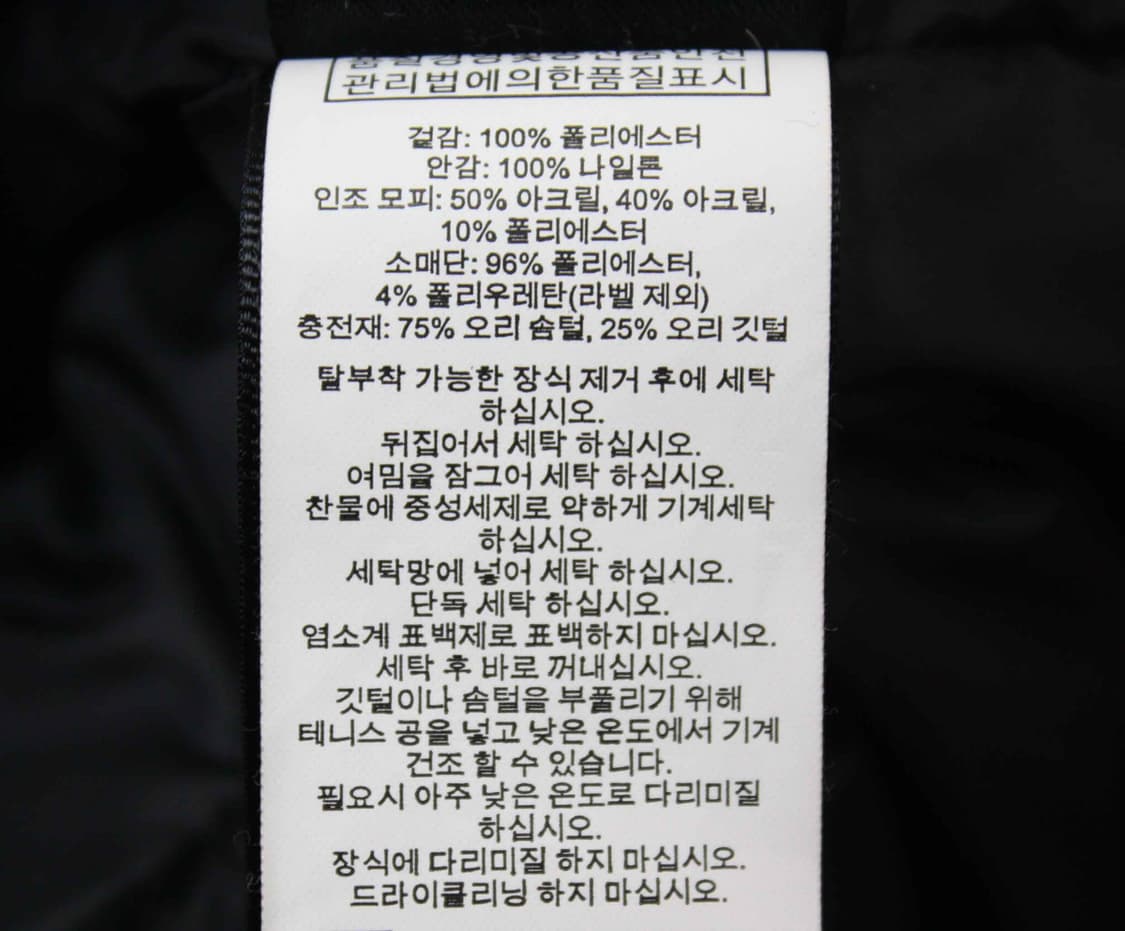 관리법에의한품질표시
겉감: 100% 폴리에스터
안감: 100% 나일론
인조 모피: 50% 아크릴, 40% 아크릴,
10% 폴리에스터
소매단: 96% 폴리에스터,
4% 폴리우레탄(라벨 제외)
충전재: 75% 오리 솜털, 25% 오리 깃털
탈부착 가능한 장식 제거 후에 세탁
하십시오.
뒤집어서 세탁 하십시오.
여밈을 잠그어 세탁 하십시오.
찬물에 중성세제로 약하게 기계세탁
하십시오.
세탁망에 넣어 세탁 하십시오.
단독 세탁 하십시오.
염소계 표백제로 표백하지 마십시오.
세탁 후 바로 꺼내십시오.
깃털이나 솜털을 부풀리기 위해
테니스 공을 넣고 낮은 온도에서 기계
건조 할 수 있습니다.
필요시 아주 낮은 온도로 다리미질
하십시오.
장식에 다리미질 하지 마십시오.
드라이클리닝 하지 마십시오.